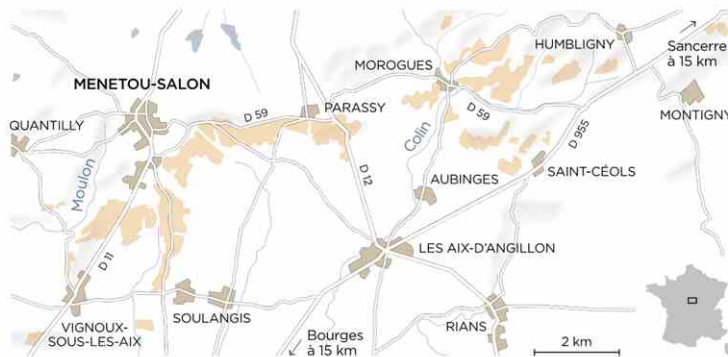 HUMBLIGNY
Sancerre
à 15 km
MOROGUES
MENETOU-SALON
MONTIGNY
D 59
PARASSY
D 59
QUANTILLY
Colin
D 955
Moulon
D 12
AUBINGES
SAINT-CÉOLS
LES AIX-D'ANGILLON
D 11
SOULANGIS
VIGNOUX-
SOUS-LES-AIX
Bourges
à 15 km
RIANS
2 km